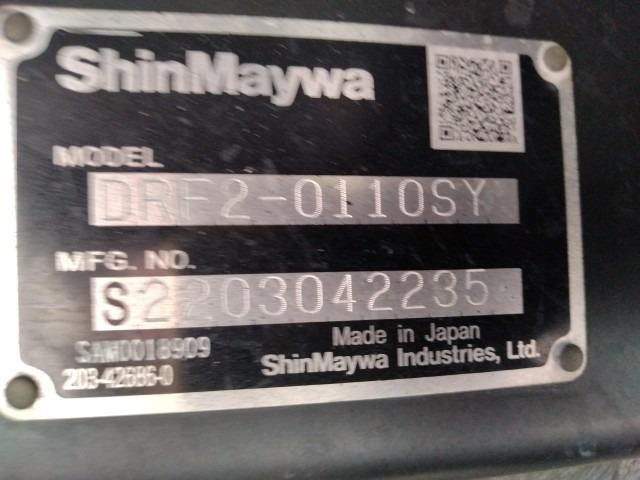 ShinMaywa
MODEL
DRF2-0110SY
MFG. NO.
S2203042235
SAM0018909
203-42686-0
Made in Japan
ShinMaywa Industries, Ltd.